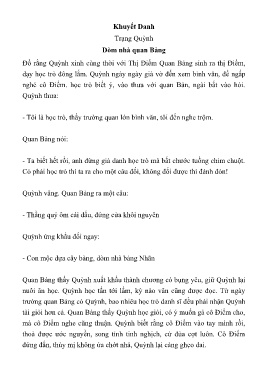 Khuyết Danh
Trạng Quỳnh
Dòm nhà quan Bảng
Đồ rằng Quỳnh xinh cùng thời với Thị Điểm Quan Bảng sinh ra thị Điểm,
dạy học trò đông lắm. Quỳnh ngày ngày giả vờ đến xem bình văn, để ngấp
nghé cô Điểm. học trò biết ý, vào thưa với quan Bản, ngài bắt vào hỏi.
Quỳnh thưa:
- Tôi là học trò, thấy trường quan lớn bình văn, tôi đến nghe trộm.
Quan Bảng nói:
- Ta biết hết rồi, anh đừng giả danh học trò mà bắt chước tuồng chim chuột.
Có phải học trò thì ta ra cho một câu đối, không đối được thì đánh đòn!
Quỳnh vâng. Quan Bảng ra một câu:
- Thằng quỷ ôm cái dấu, đứng cửa khôi nguyên
Quỳnh ứng khẩu đối ngay:
- Con mộc dựa cây bàng, dòm nhà bảng Nhãn
Quan Bảng thấy Quỳnh xuất khẩu thành chương có bụng yêu, giữ Quỳnh lại
nuôi ăn học. Quỳnh học tấn tới lắm, kỳ nào văn cũng được đọc. Từ ngày
trường quan Bảng có Quỳnh, bao nhiêu học trò danh sĩ đều phải nhận Quỳnh
tài giỏi hơn cả. Quan Bảng thấy Quỳnh học giỏi, có ý muốn gả cô Điểm cho,
mà cô Điểm nghe cũng thuận. Quỳnh biết rằng cô Điểm vào tay mình rồi,
thoả được ước nguyện, song tính tinh nghịch, cứ đùa cợt luôn. Cô Điểm
đứng đắn, thùy mị không ưa chớt nhả, Quỳnh lại càng ghẹo dai.